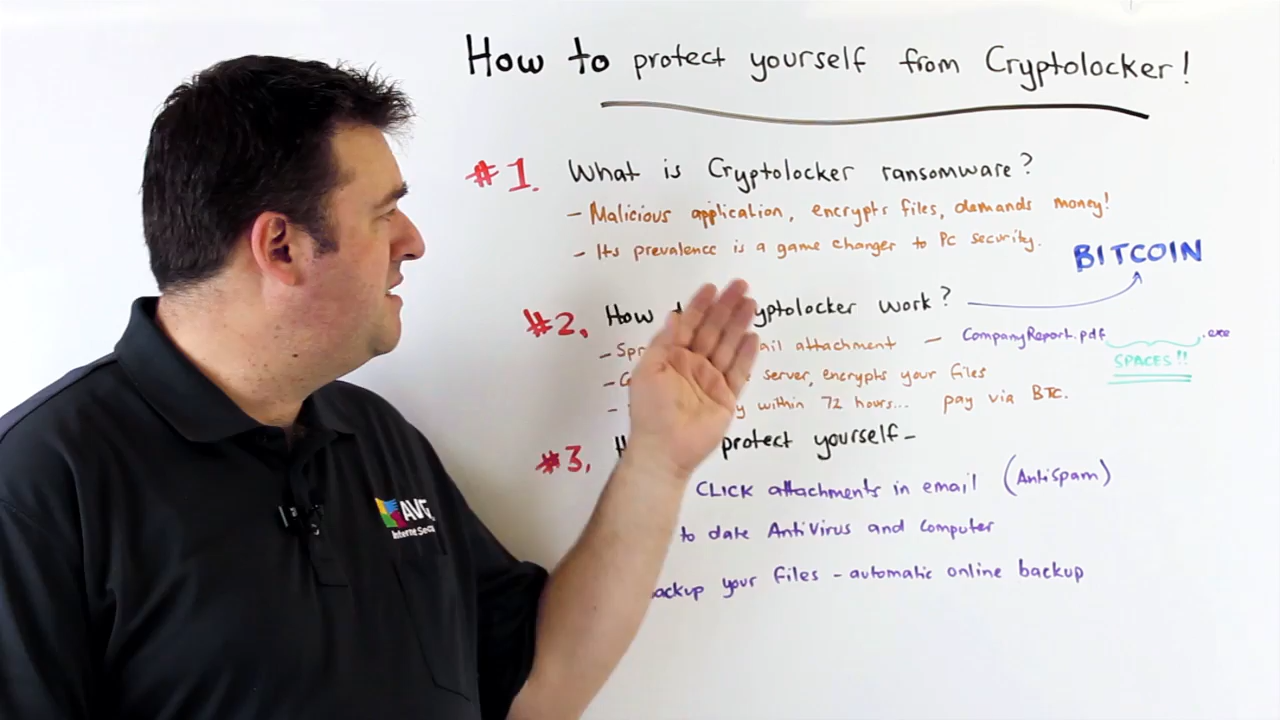 How to protect yourself from Cryptolocker!
#1. What is Cryptolocker ransomware?
- Malicious application, encrypts files, demands money!
- Its prevalence is a game changer to PC security.
BITCOIN
#2. How yptolocker work?
- Spr ail attachment - CompanyReport.pdf .exe
SPACES!!
- server, encrypts your files
- y within 72 hours... pay via BTC.
#3. H protect yourself -
CLICK attachments in email (Antispam)
to date AntiVirus and Computer
ackup your files - automatic online backup
AVG
Internet Secu